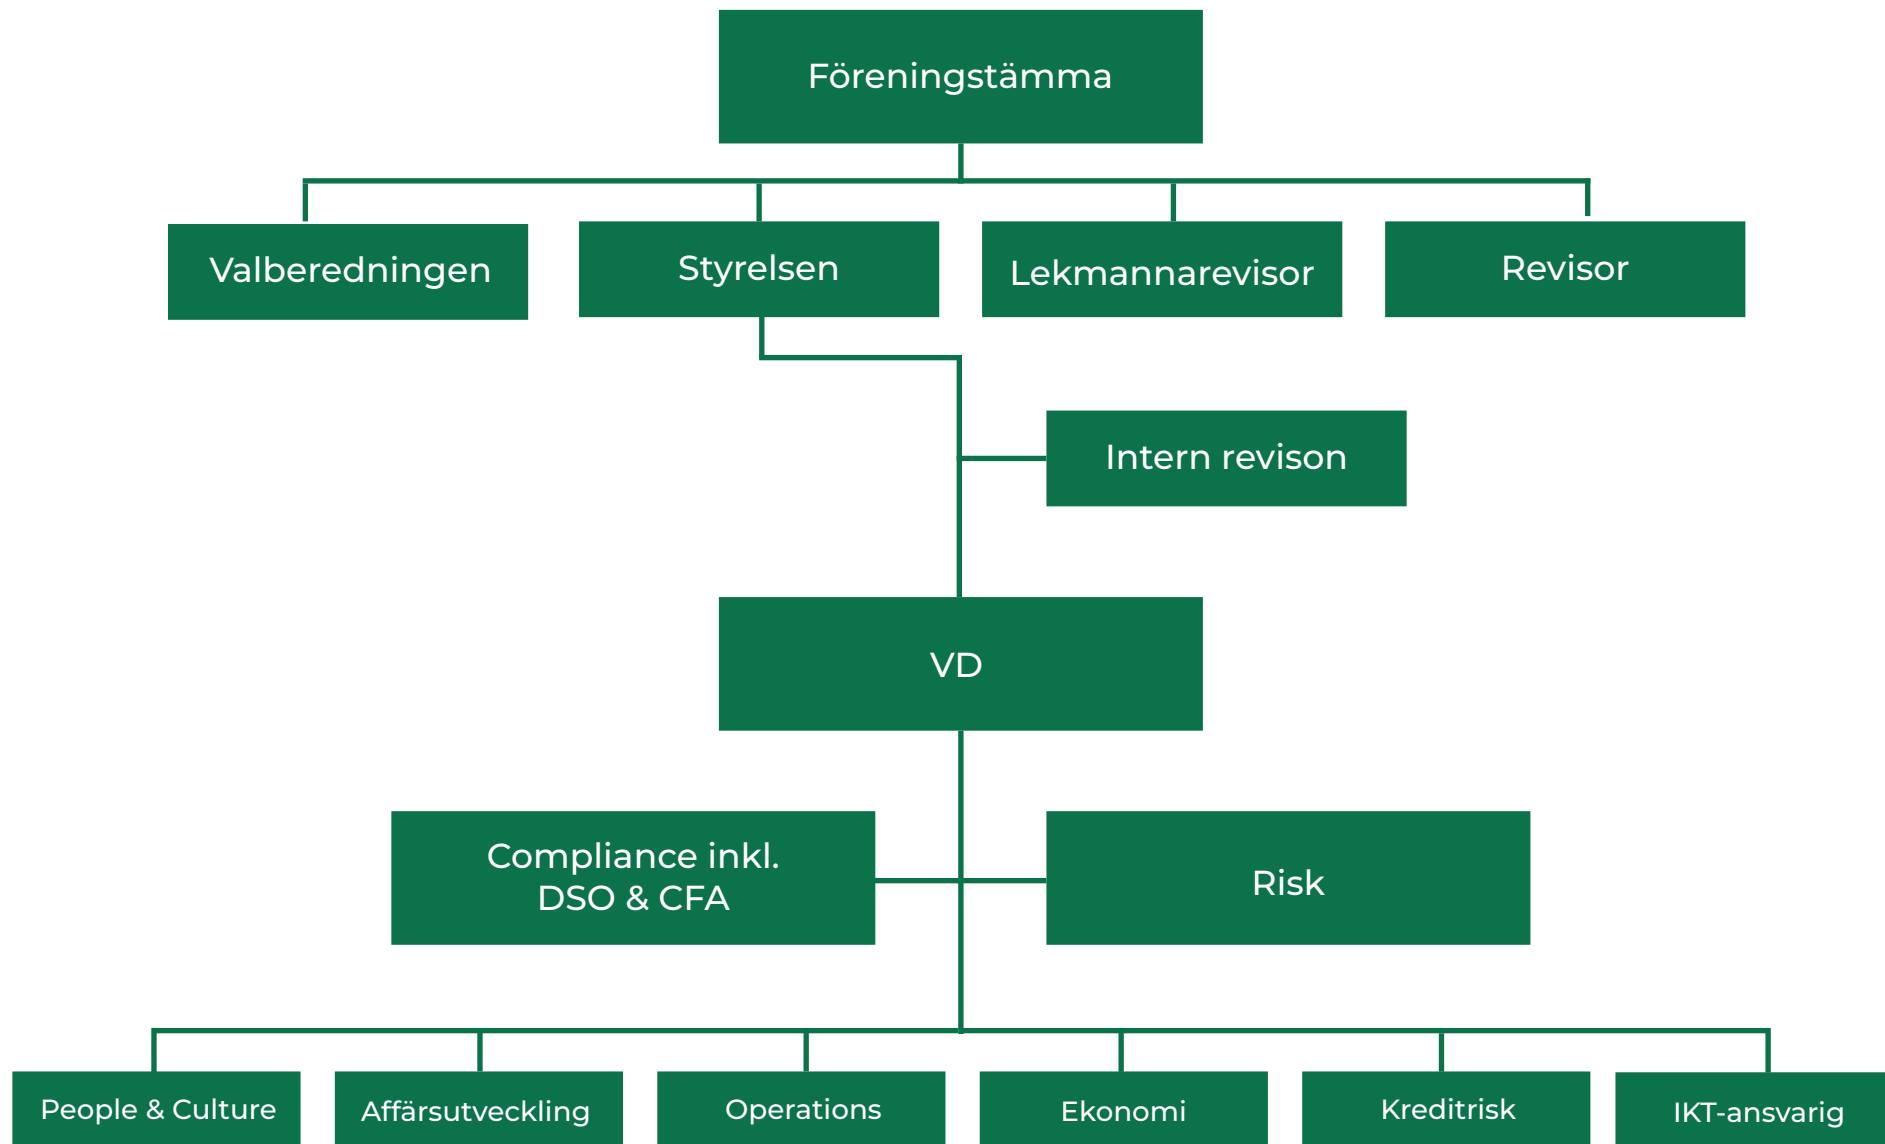 Föreningstämma
Valberedningen
Styrelsen
Lekmannarevisor
Revisor
Intern revison
VD
Compliance inkl.
DSO & CFA
Risk
People & Culture
Affärsutveckling
Operations
Ekonomi
Kreditrisk
IKT-ansvarig